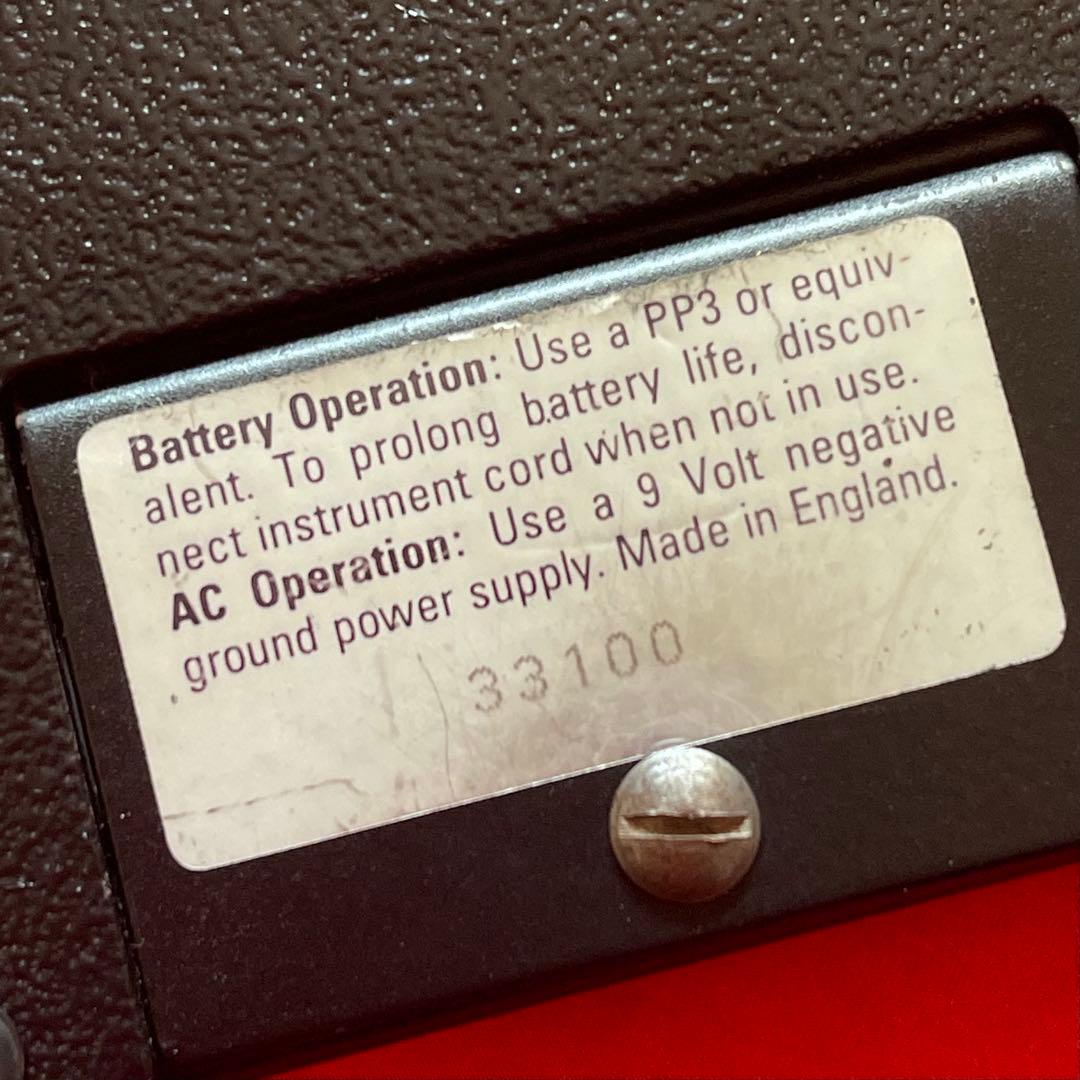 Battery Operation: Use a PP3 or equiv-
alent. To prolong battery life, discon-
nect instrument cord when not in use.
AC Operation: Use a 9 Volt negative
ground power supply. Made in England.
33100